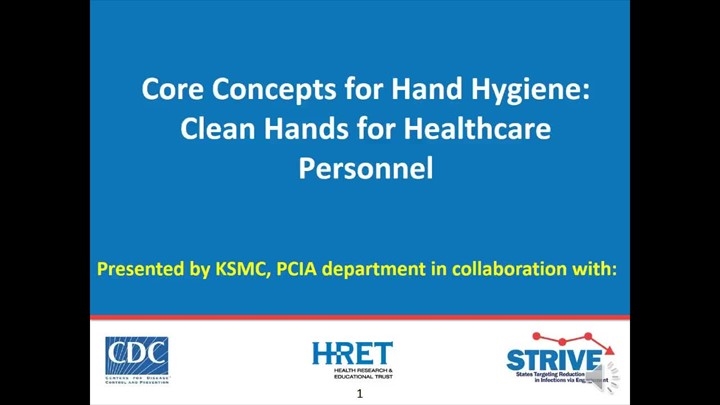 Core Concepts for Hand Hygiene:
Clean Hands for Healthcare
Personnel
Presented by KSMC, PCIA department in collaboration with:
CDC
CENTERS FOR DISEASE
CONTROL AND PREVENTION
HRET
HEALTH RESEARCH &
EDUCATIONAL TRUST
STRIVE
States Targeting Reduction
in Infections via Engagement
1